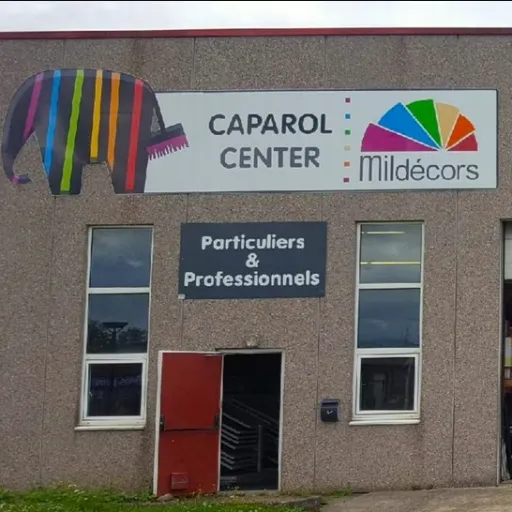 CAPAROL
CENTER
Mildécors
Particuliers
&
Professionnels